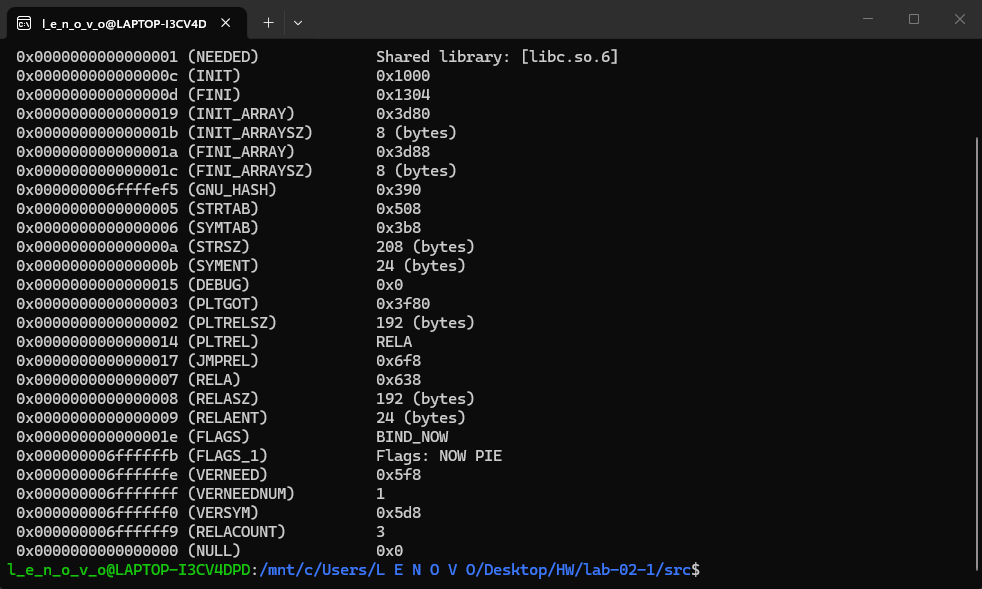 l_e_n_o_v_o@LAPTOP-I3CV4D
0x0000000000000001 (NEEDED) Shared library: [libc.so.6]
0x000000000000000c (INIT) 0x1000
0x000000000000000d (FINI) 0x1304
0x0000000000000019 (INIT_ARRAY) 0x3d80
0x000000000000001b (INIT_ARRAYSZ) 8 (bytes)
0x000000000000001a (FINI_ARRAY) 0x3d88
0x000000000000001c (FINI_ARRAYSZ) 8 (bytes)
0x000000006ffffef5 (GNU_HASH) 0x390
0x0000000000000005 (STRTAB) 0x508
0x0000000000000006 (SYMTAB) 0x3b8
0x000000000000000a (STRSZ) 208 (bytes)
0x000000000000000b (SYMENT) 24 (bytes)
0x0000000000000015 (DEBUG) 0x0
0x0000000000000003 (PLTGOT) 0x3f80
0x0000000000000002 (PLTRELSZ) 192 (bytes)
0x0000000000000014 (PLTREL) RELA
0x0000000000000017 (JMPREL) 0x6f8
0x0000000000000007 (RELA) 0x638
0x0000000000000008 (RELASZ) 192 (bytes)
0x0000000000000009 (RELAENT) 24 (bytes)
0x000000000000001e (FLAGS) BIND_NOW
0x000000006ffffffb (FLAGS_1) Flags: NOW PIE
0x000000006ffffffe (VERNEED) 0x5f8
0x000000006fffffff (VERNEEDNUM) 1
0x000000006ffffff0 (VERSYM) 0x5d8
0x000000006ffffff9 (RELACOUNT) 3
0x0000000000000000 (NULL) 0x0
l_e_n_o_v_o@LAPTOP-I3CV4DPD:/mnt/c/Users/L E N O V O/Desktop/HW/lab-02-1/src$